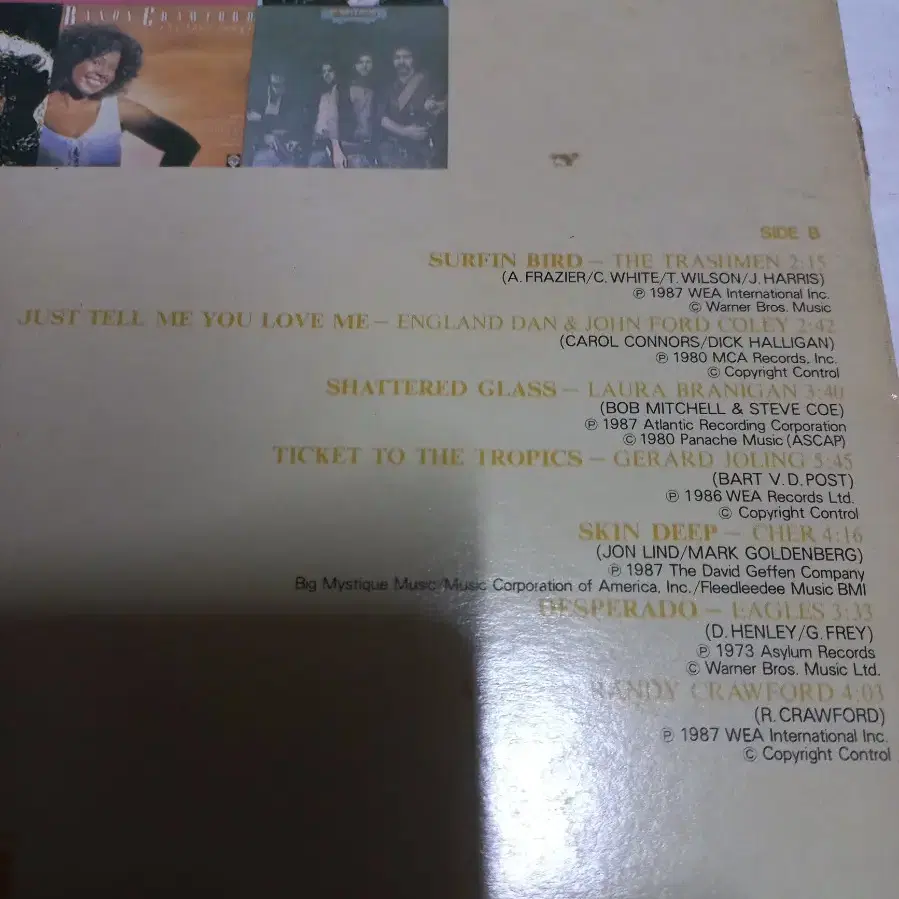 RANDY CRAWFORD
SIDE B
SURFIN BIRD – THE TRASHMEN 2:15
(A. FRAZIER/C. WHITE/T. WILSON/J. HARRIS)
℗ 1987 WEA International Inc.
© Warner Bros. Music
JUST TELL ME YOU LOVE ME – ENGLAND DAN & JOHN FORD COLEY 2:42
(CAROL CONNORS/DICK HALLIGAN)
℗ 1980 MCA Records, Inc.
© Copyright Control
SHATTERED GLASS – LAURA BRANIGAN 3:40
(BOB MITCHELL & STEVE COE)
℗ 1987 Atlantic Recording Corporation
© 1980 Panache Music (ASCAP)
TICKET TO THE TROPICS – GERARD JOLING 5:45
(BART V.D. POST)
℗ 1986 WEA Records Ltd.
© Copyright Control
SKIN DEEP – CHER 4:16
(JON LIND/MARK GOLDENBERG)
℗ 1987 The David Geffen Company
Big Mystique Music/Music Corporation of America, Inc./Fleedleedee Music BMI
DESPERADO – EAGLES 3:33
(D. HENLEY/G. FREY)
℗ 1973 Asylum Records
© Warner Bros. Music Ltd.
RANDY CRAWFORD 4:03
(R. CRAWFORD)
℗ 1987 WEA International Inc.
© Copyright Control